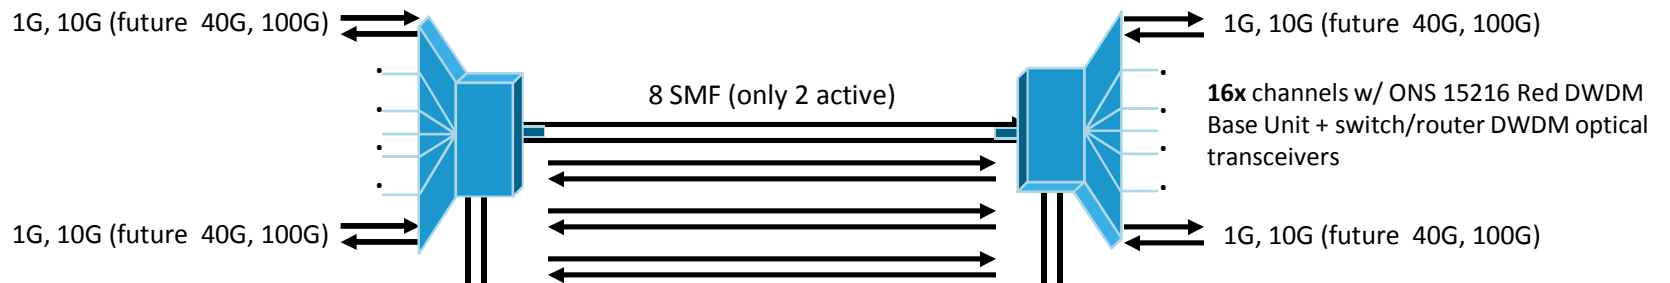 1G, 10G (future 40G, 100G)
1G, 10G (future 40G, 100G)
8 SMF (only 2 active)
16x channels w/ ONS 15216 Red DWDM
Base Unit + switch/router DWDM optical
transceivers
1G, 10G (future 40G, 100G)
1G, 10G (future 40G, 100G)